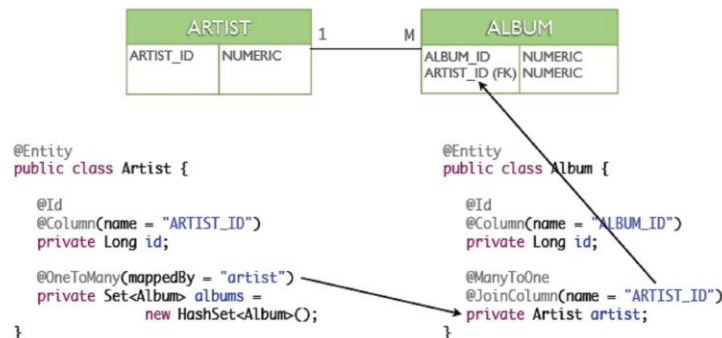 ARTIST
1
M
ALBUM
ARTIST_ID NUMERIC
ALBUM_ID NUMERIC
ARTIST_ID (FK) NUMERIC
@Entity
public class Artist {
@Id
@Column(name = "ARTIST_ID")
private Long id;
@OneToMany(mappedBy = "artist")
private Set<Album> albums =
new HashSet<Album>();
}
@Entity
public class Album {
@Id
@Column(name = "ALBUM_ID")
private Long id;
@ManyToOne
@JoinColumn(name = "ARTIST_ID")
private Artist artist;
}